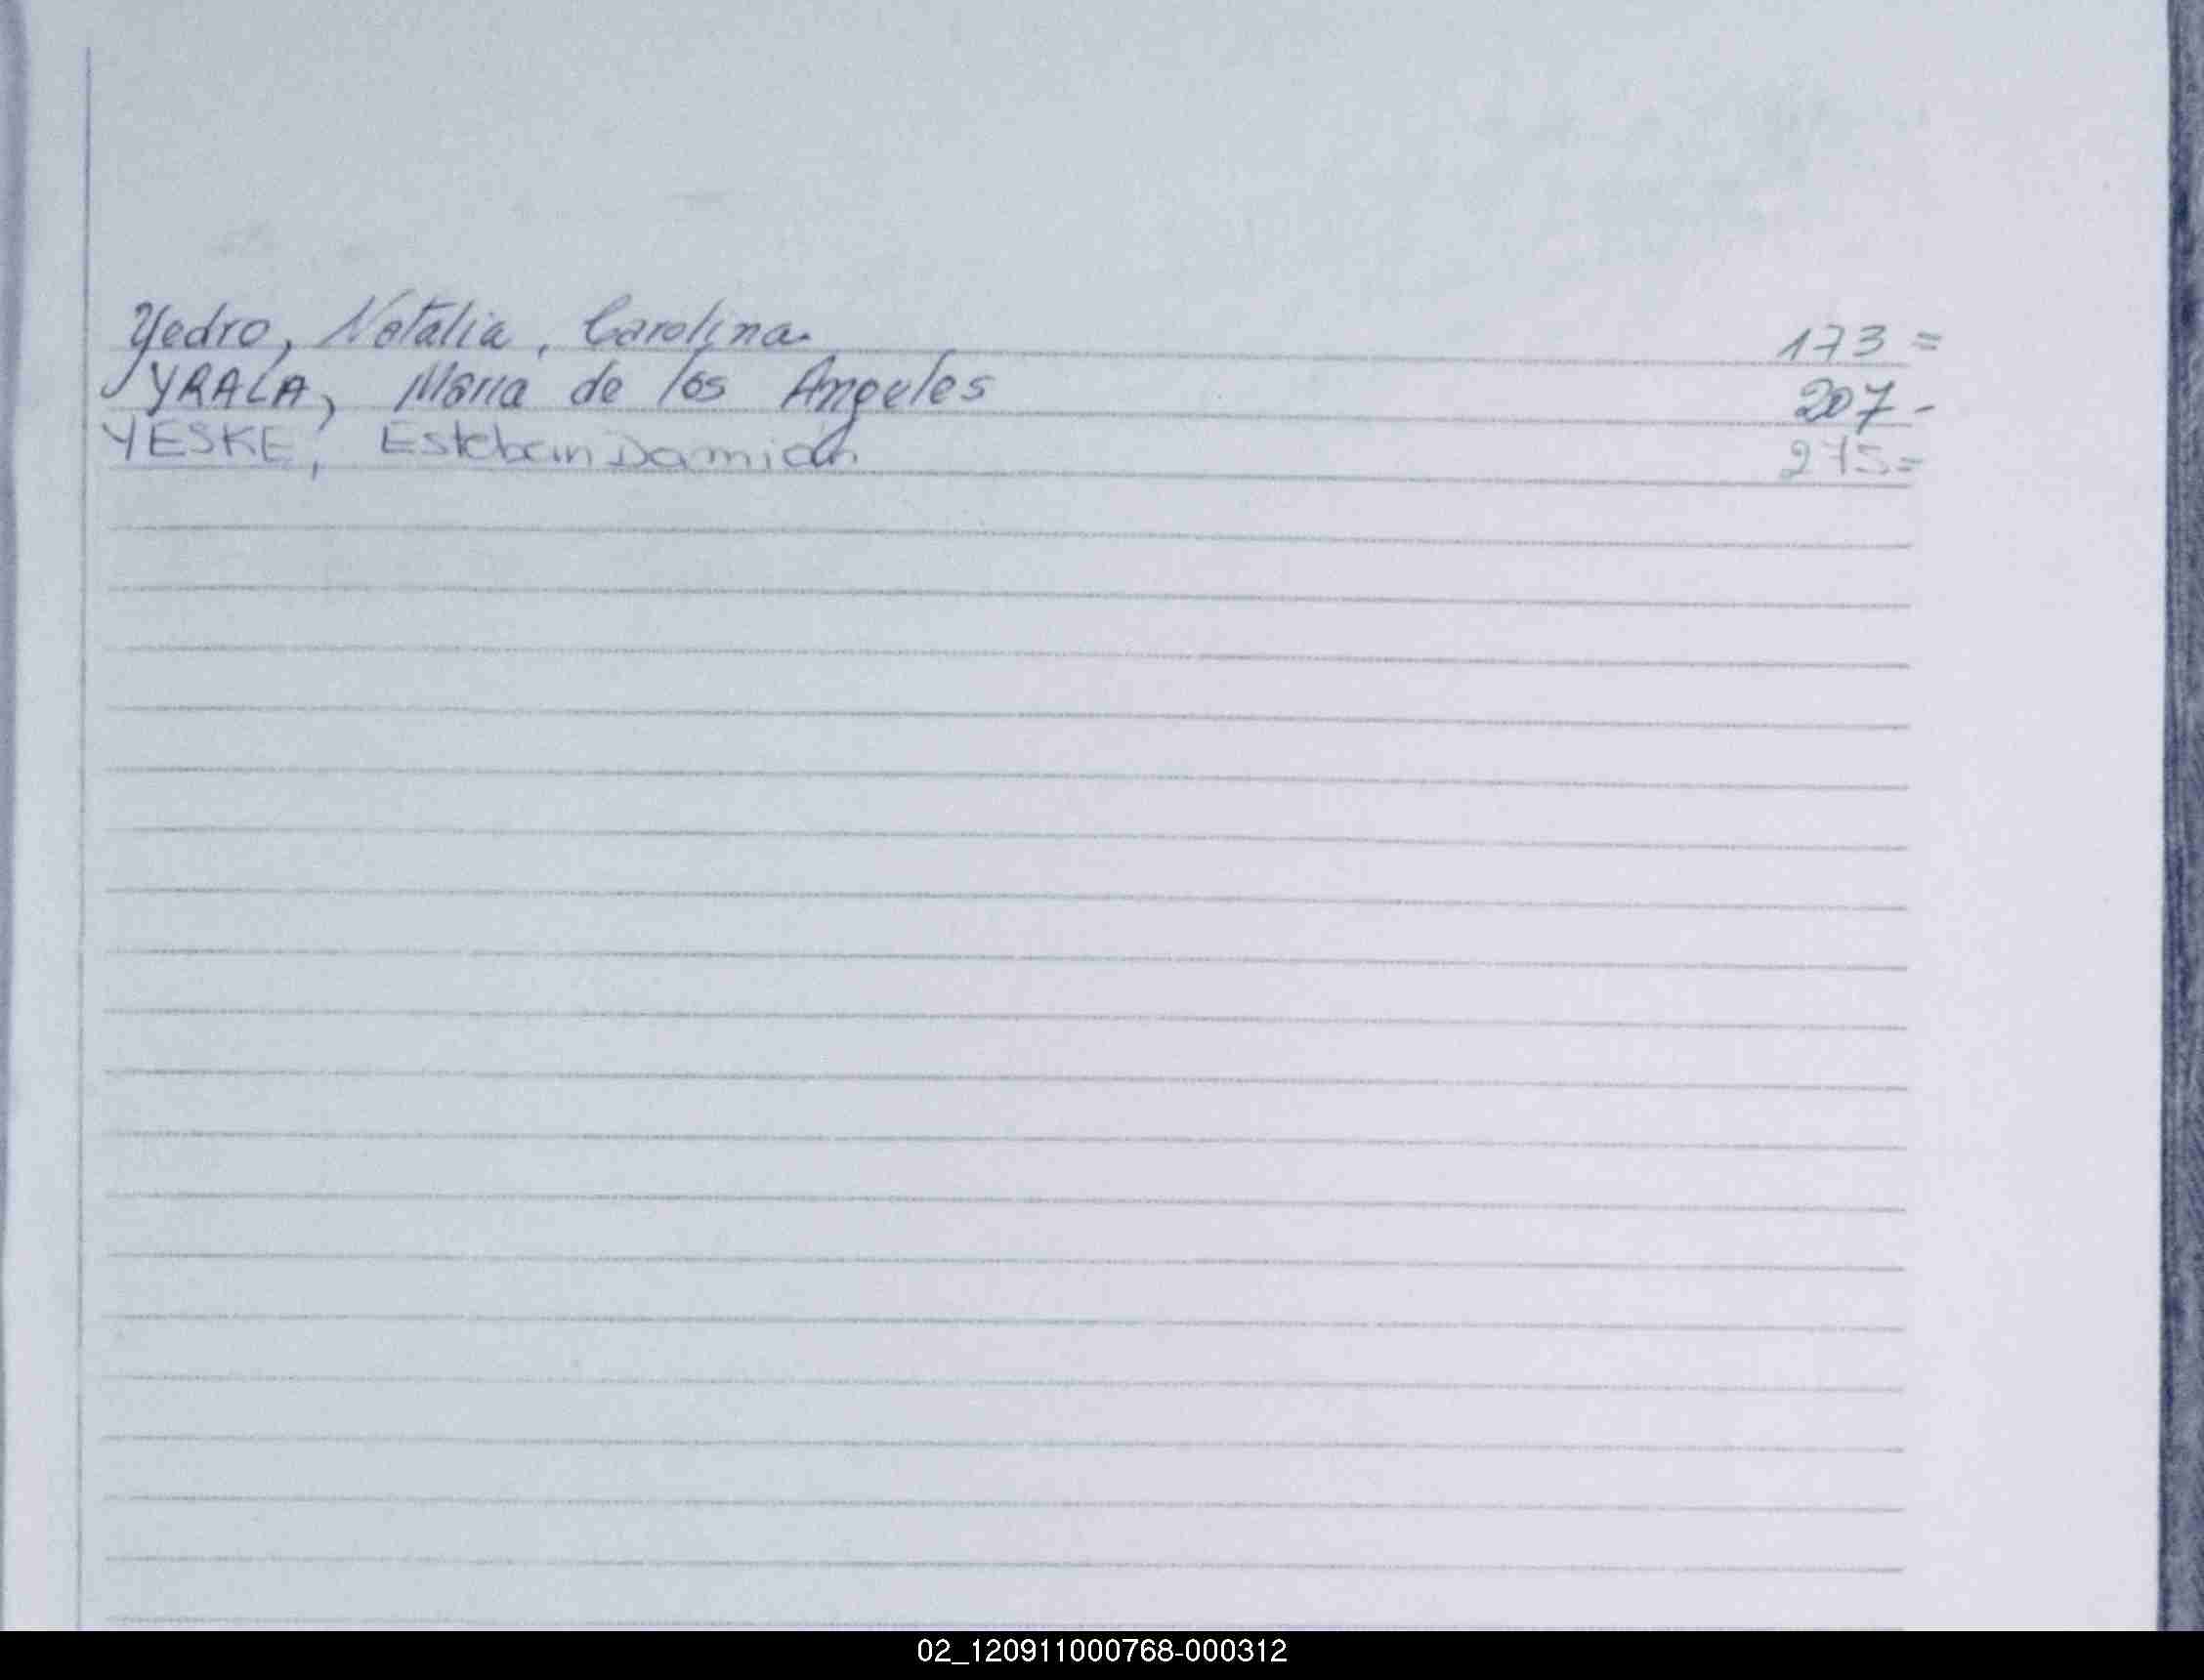 Yedro, Natalia, Carolina 173=
YRALA, Maria de los Angeles 207-
YESKE, Esteban Damian 275=
02_120911000768-000312